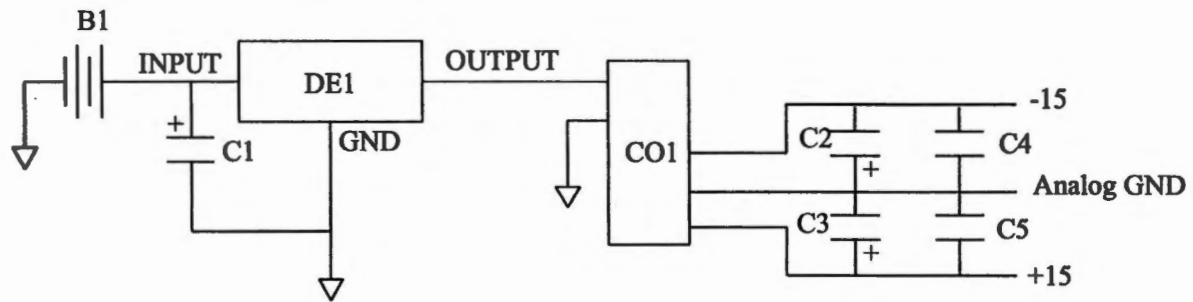 B1
INPUT
DE1
OUTPUT
+
C1
GND
CO1
-15
C2
C4
+
Analog GND
C3
C5
+
+15